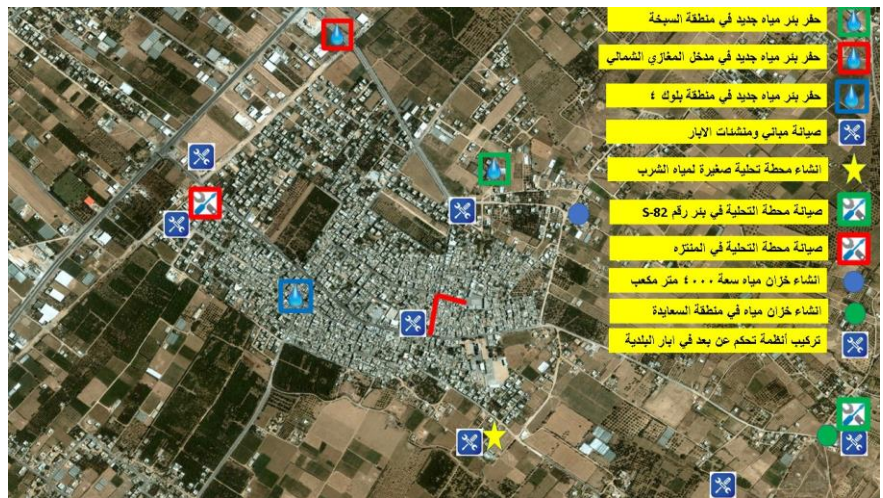 حفر بئر مياه جديد في منطقة السبخة
حفر بئر مياه جديد في مدخل المغازي الشمالي
حفر بئر مياه جديد في منطقة بلوك ٤
صيانة مباني ومنشئات الابار
انشاء محطة تحلية صغيرة لمياه الشرب
صيانة محطة التحلية في بئر رقم S-82
صيانة محطة التحلية في المنتزه
انشاء خزان مياه سعة ٤٠٠٠ متر مكعب
انشاء خزان مياه في منطقة السعايدة
تركيب أنظمة تحكم عن بعد في ابار البلدية